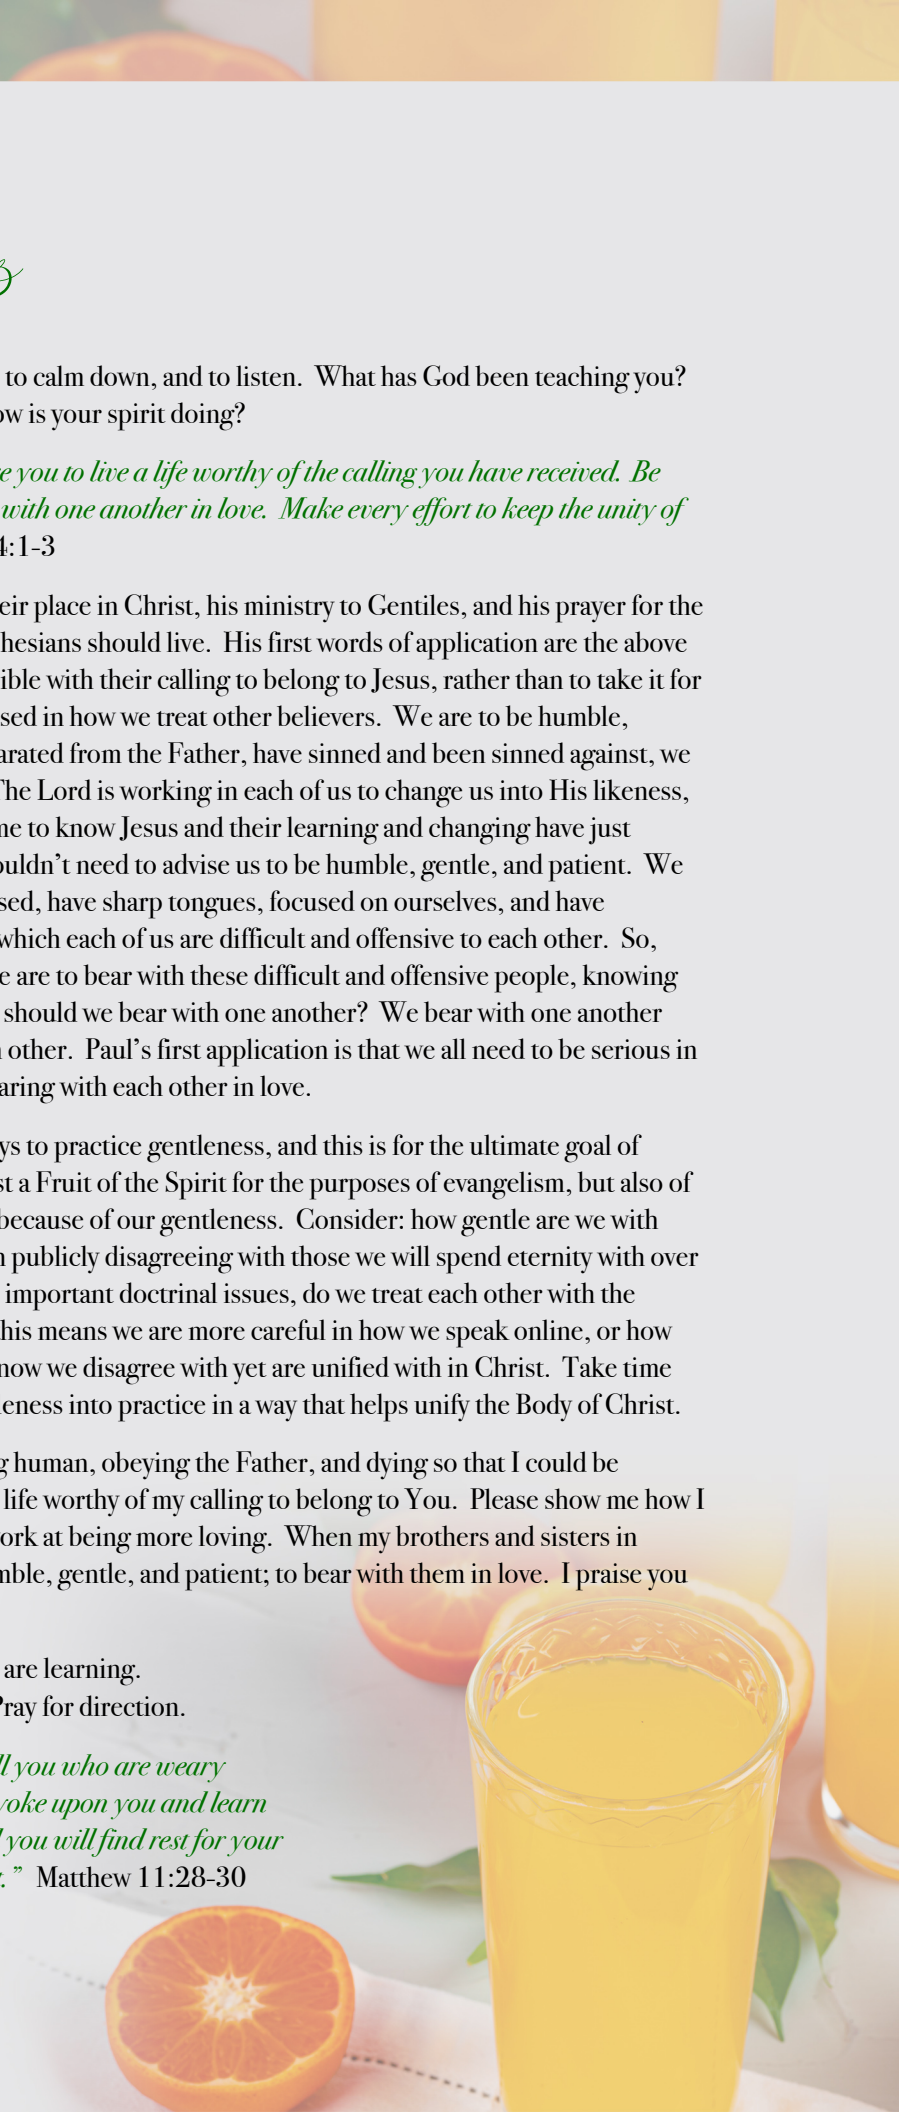 to calm down, and to listen.  What has God been teaching you?
is your spirit doing?
you to live a life worthy of the calling you have received.  Be
with one another in love.  Make every effort to keep the unity of
4:1-3
place in Christ, his ministry to Gentiles, and his prayer for the
should live.  His first words of application are the above
with their calling to belong to Jesus, rather than to take it for
in how we treat other believers.  We are to be humble,
from the Father, have sinned and been sinned against, we
The Lord is working in each of us to change us into His likeness,
to know Jesus and their learning and changing have just
need to advise us to be humble, gentle, and patient.  We
have sharp tongues, focused on ourselves, and have
which each of us are difficult and offensive to each other.  So,
are to bear with these difficult and offensive people, knowing
should we bear with one another?  We bear with one another
other.  Paul’s first application is that we all need to be serious in
with each other in love.
to practice gentleness, and this is for the ultimate goal of
a Fruit of the Spirit for the purposes of evangelism, but also of
because of our gentleness.  Consider: how gentle are we with
publicly disagreeing with those we will spend eternity with over
important doctrinal issues, do we treat each other with the
this means we are more careful in how we speak online, or how
we disagree with yet are unified with in Christ.  Take time
into practice in a way that helps unify the Body of Christ.
human, obeying the Father, and dying so that I could be
life worthy of my calling to belong to You.  Please show me how I
at being more loving.  When my brothers and sisters in
gentle, and patient; to bear with them in love.  I praise you
are learning.
Pray for direction.
you who are weary
yoke upon you and learn
you will find rest for your
”  Matthew 11:28-30